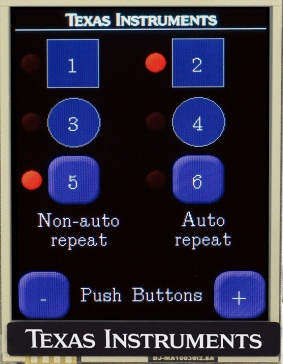 TEXAS INSTRUMENTS
1 2
3 4
5 6
Non-auto Auto
repeat repeat
- Push Buttons +
TEXAS INSTRUMENTS